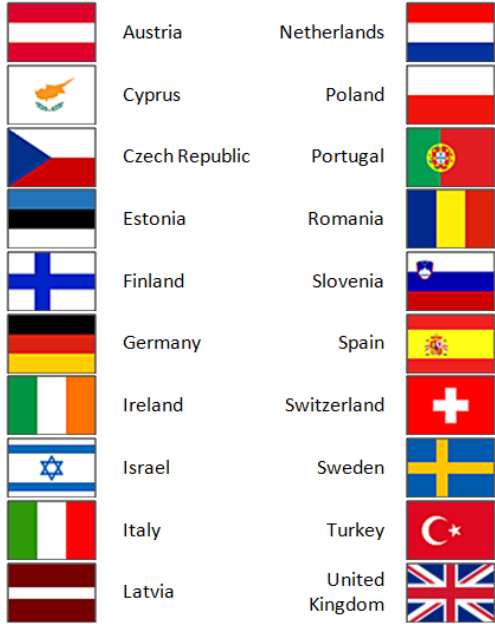 Austria
Cyprus
Czech Republic
Estonia
Finland
Germany
Ireland
Israel
Italy
Latvia
Netherlands
Poland
Portugal
Romania
Slovenia
Spain
Switzerland
Sweden
Turkey
United
Kingdom